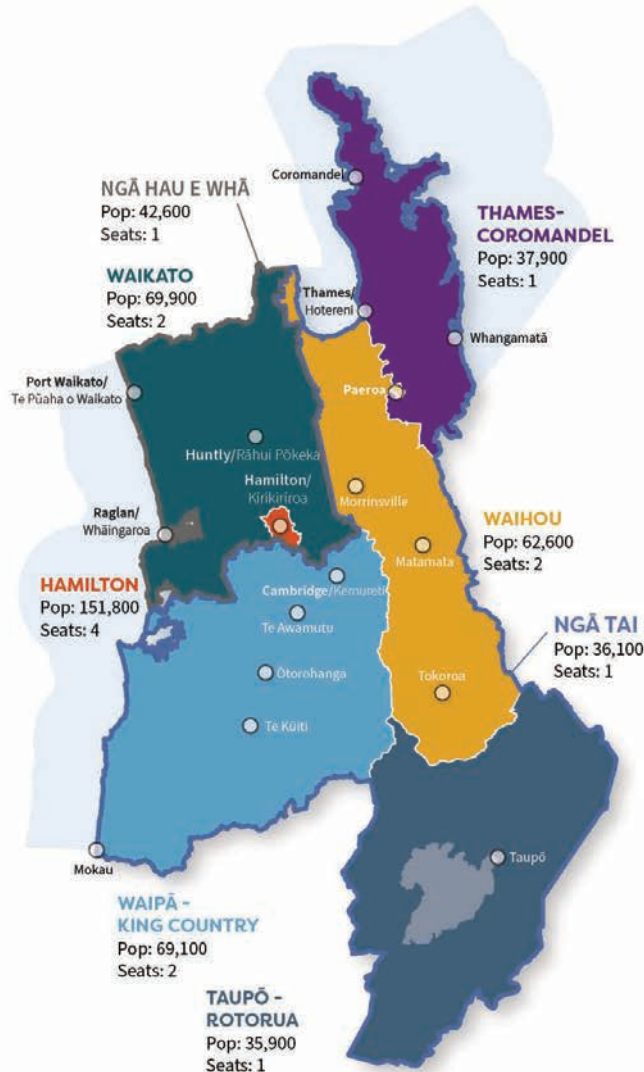 Coromandel
NGĀ HAU E WHĀ
Pop: 42,600
Seats: 1
THAMES-
COROMANDEL
Pop: 37,900
Seats: 1
WAIKATO
Pop: 69,900
Seats: 2
Thames/
Hotereni
Whangamatā
Port Waikato/
Te Pūaha o Waikato
Paeroa
Huntly/Rāhui Pōkeka
Hamilton/
Kirikiriroa
Morrinsville
Raglan/
Whāingaroa
WAIHOU
Pop: 62,600
Seats: 2
Matamata
HAMILTON
Pop: 151,800
Seats: 4
Cambridge/Kemureti
Te Awamutu
NGĀ TAI
Pop: 36,100
Seats: 1
Ōtorohanga
Tokoroa
Te Kūiti
Mokau
Taupō
WAIPĀ -
KING COUNTRY
Pop: 69,100
Seats: 2
TAUPŌ -
ROTORUA
Pop: 35,900
Seats: 1